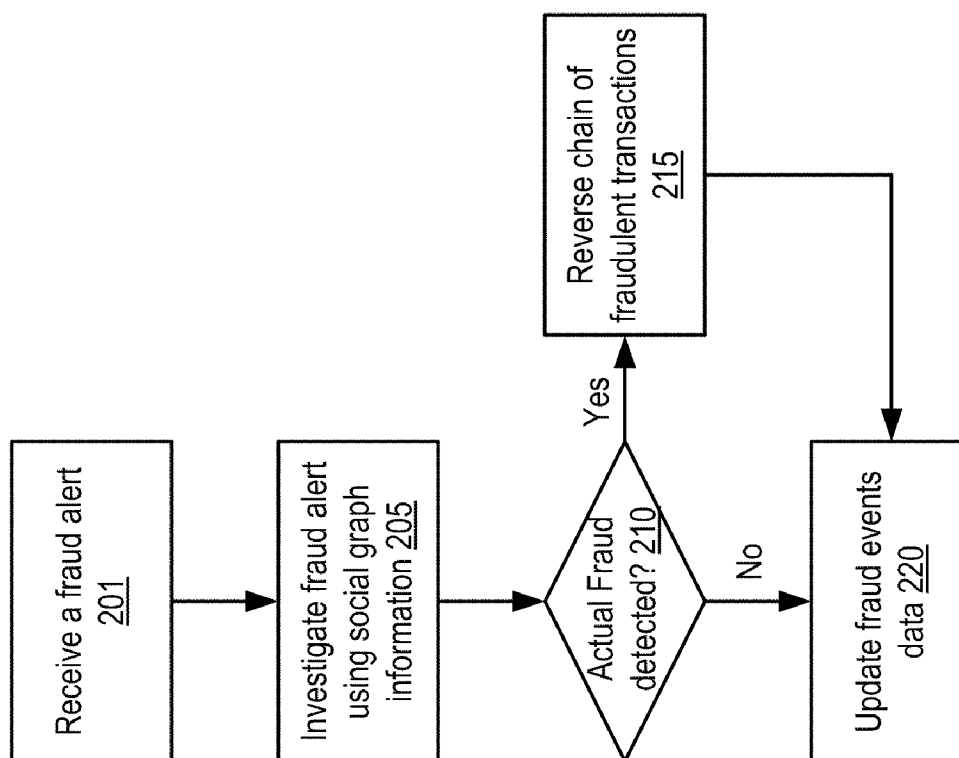 Receive a fraud alert
201
Investigate fraud alert
using social graph
information 205
Actual Fraud
detected? 210
Yes
Reverse chain of
fraudulent transactions
215
No
Update fraud events
data 220